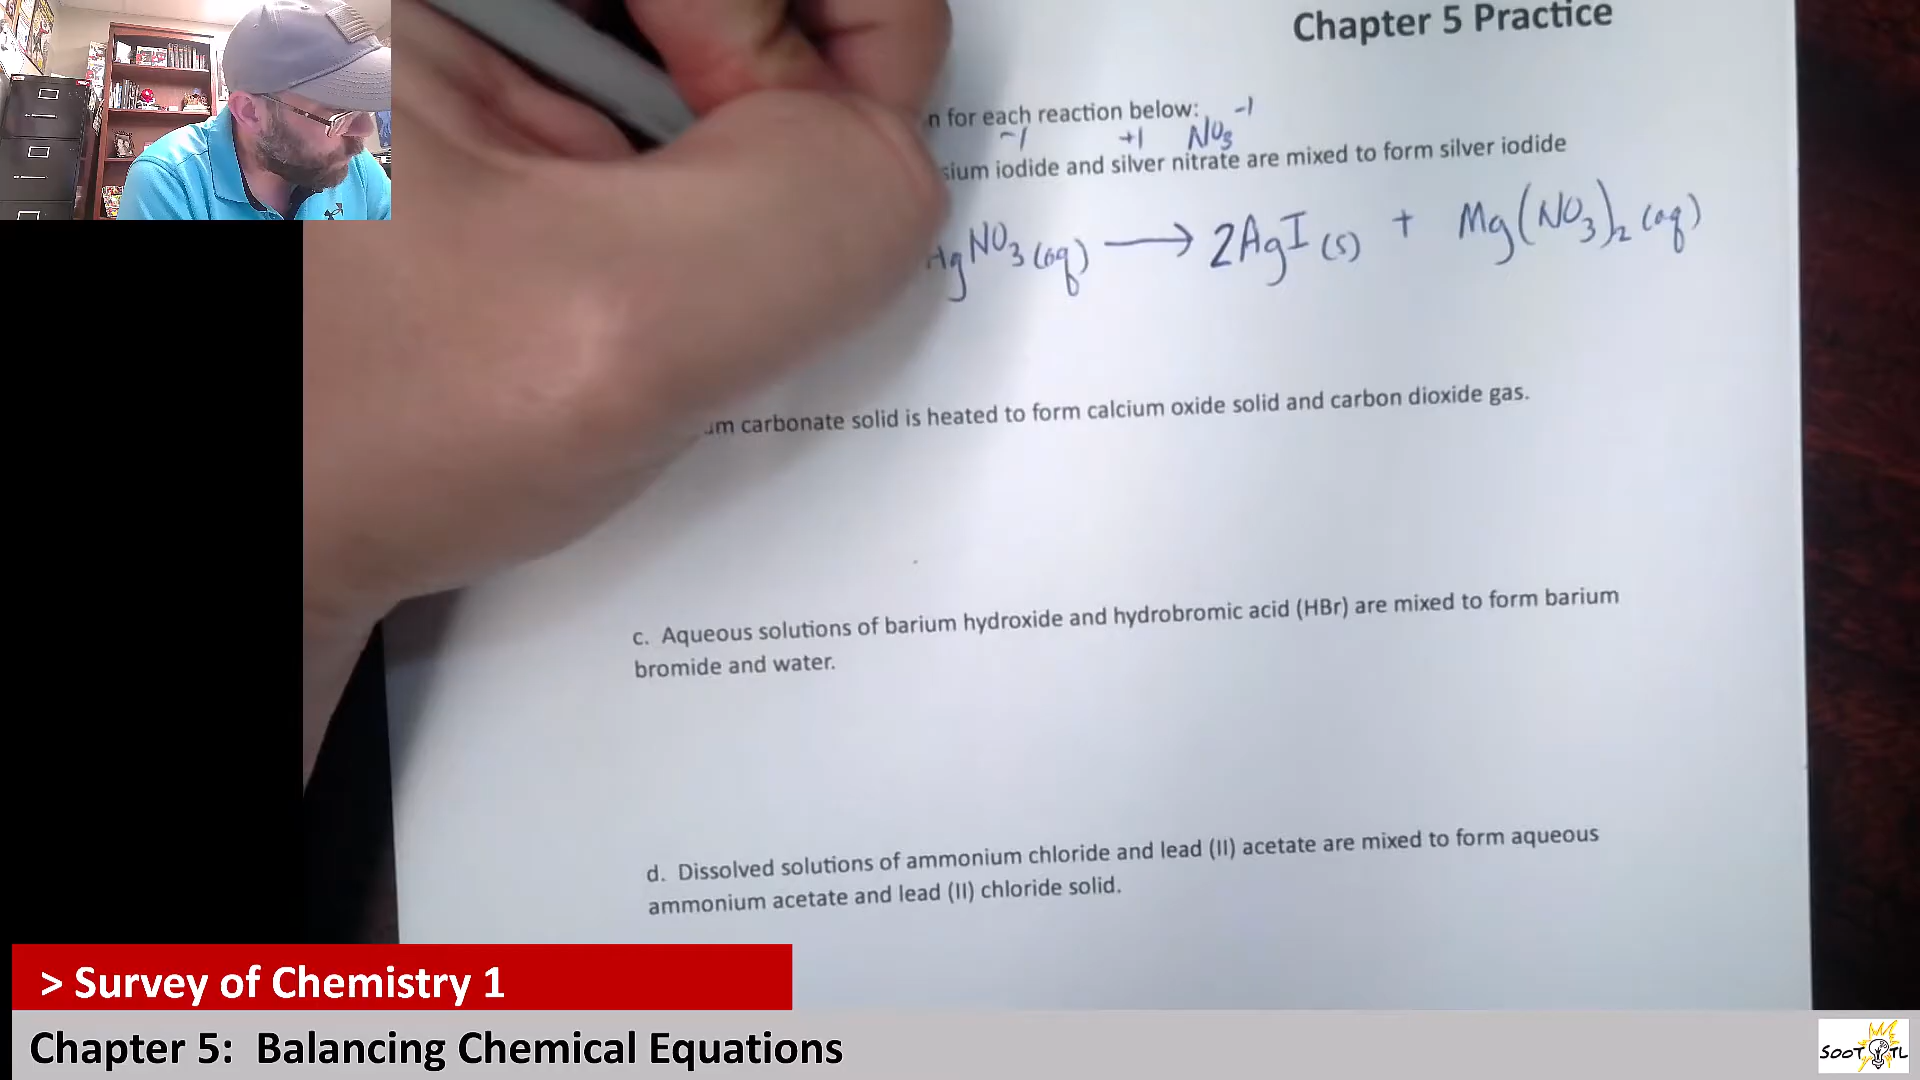 Chapter 5 Practice
n for each reaction below: -1
-1 +1 NO3
sium iodide and silver nitrate are mixed to form silver iodide
AgNO3 (aq) → 2AgI (s) + Mg(NO3)2 (aq)
um carbonate solid is heated to form calcium oxide solid and carbon dioxide gas.
c. Aqueous solutions of barium hydroxide and hydrobromic acid (HBr) are mixed to form barium
bromide and water.
d. Dissolved solutions of ammonium chloride and lead (II) acetate are mixed to form aqueous
ammonium acetate and lead (II) chloride solid.
> Survey of Chemistry 1
Chapter 5: Balancing Chemical Equations
SOOTTL